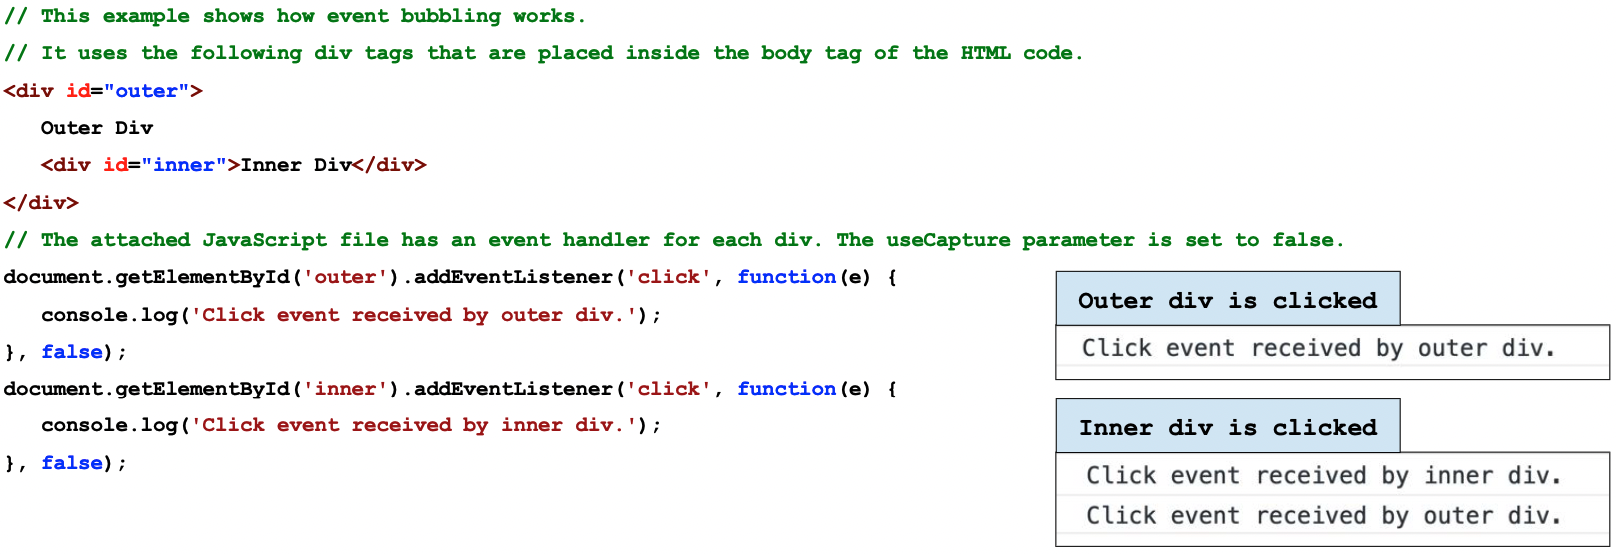 // This example shows how event bubbling works.
// It uses the following div tags that are placed inside the body tag of the HTML code.
<div id="outer">
   Outer Div
   <div id="inner">Inner Div</div>
</div>
// The attached JavaScript file has an event handler for each div. The useCapture parameter is set to false.
document.getElementById('outer').addEventListener('click', function(e) {
   console.log('Click event received by outer div.');
}, false);
document.getElementById('inner').addEventListener('click', function(e) {
   console.log('Click event received by inner div.');
}, false);
Outer div is clicked
Click event received by outer div.
Inner div is clicked
Click event received by inner div.
Click event received by outer div.